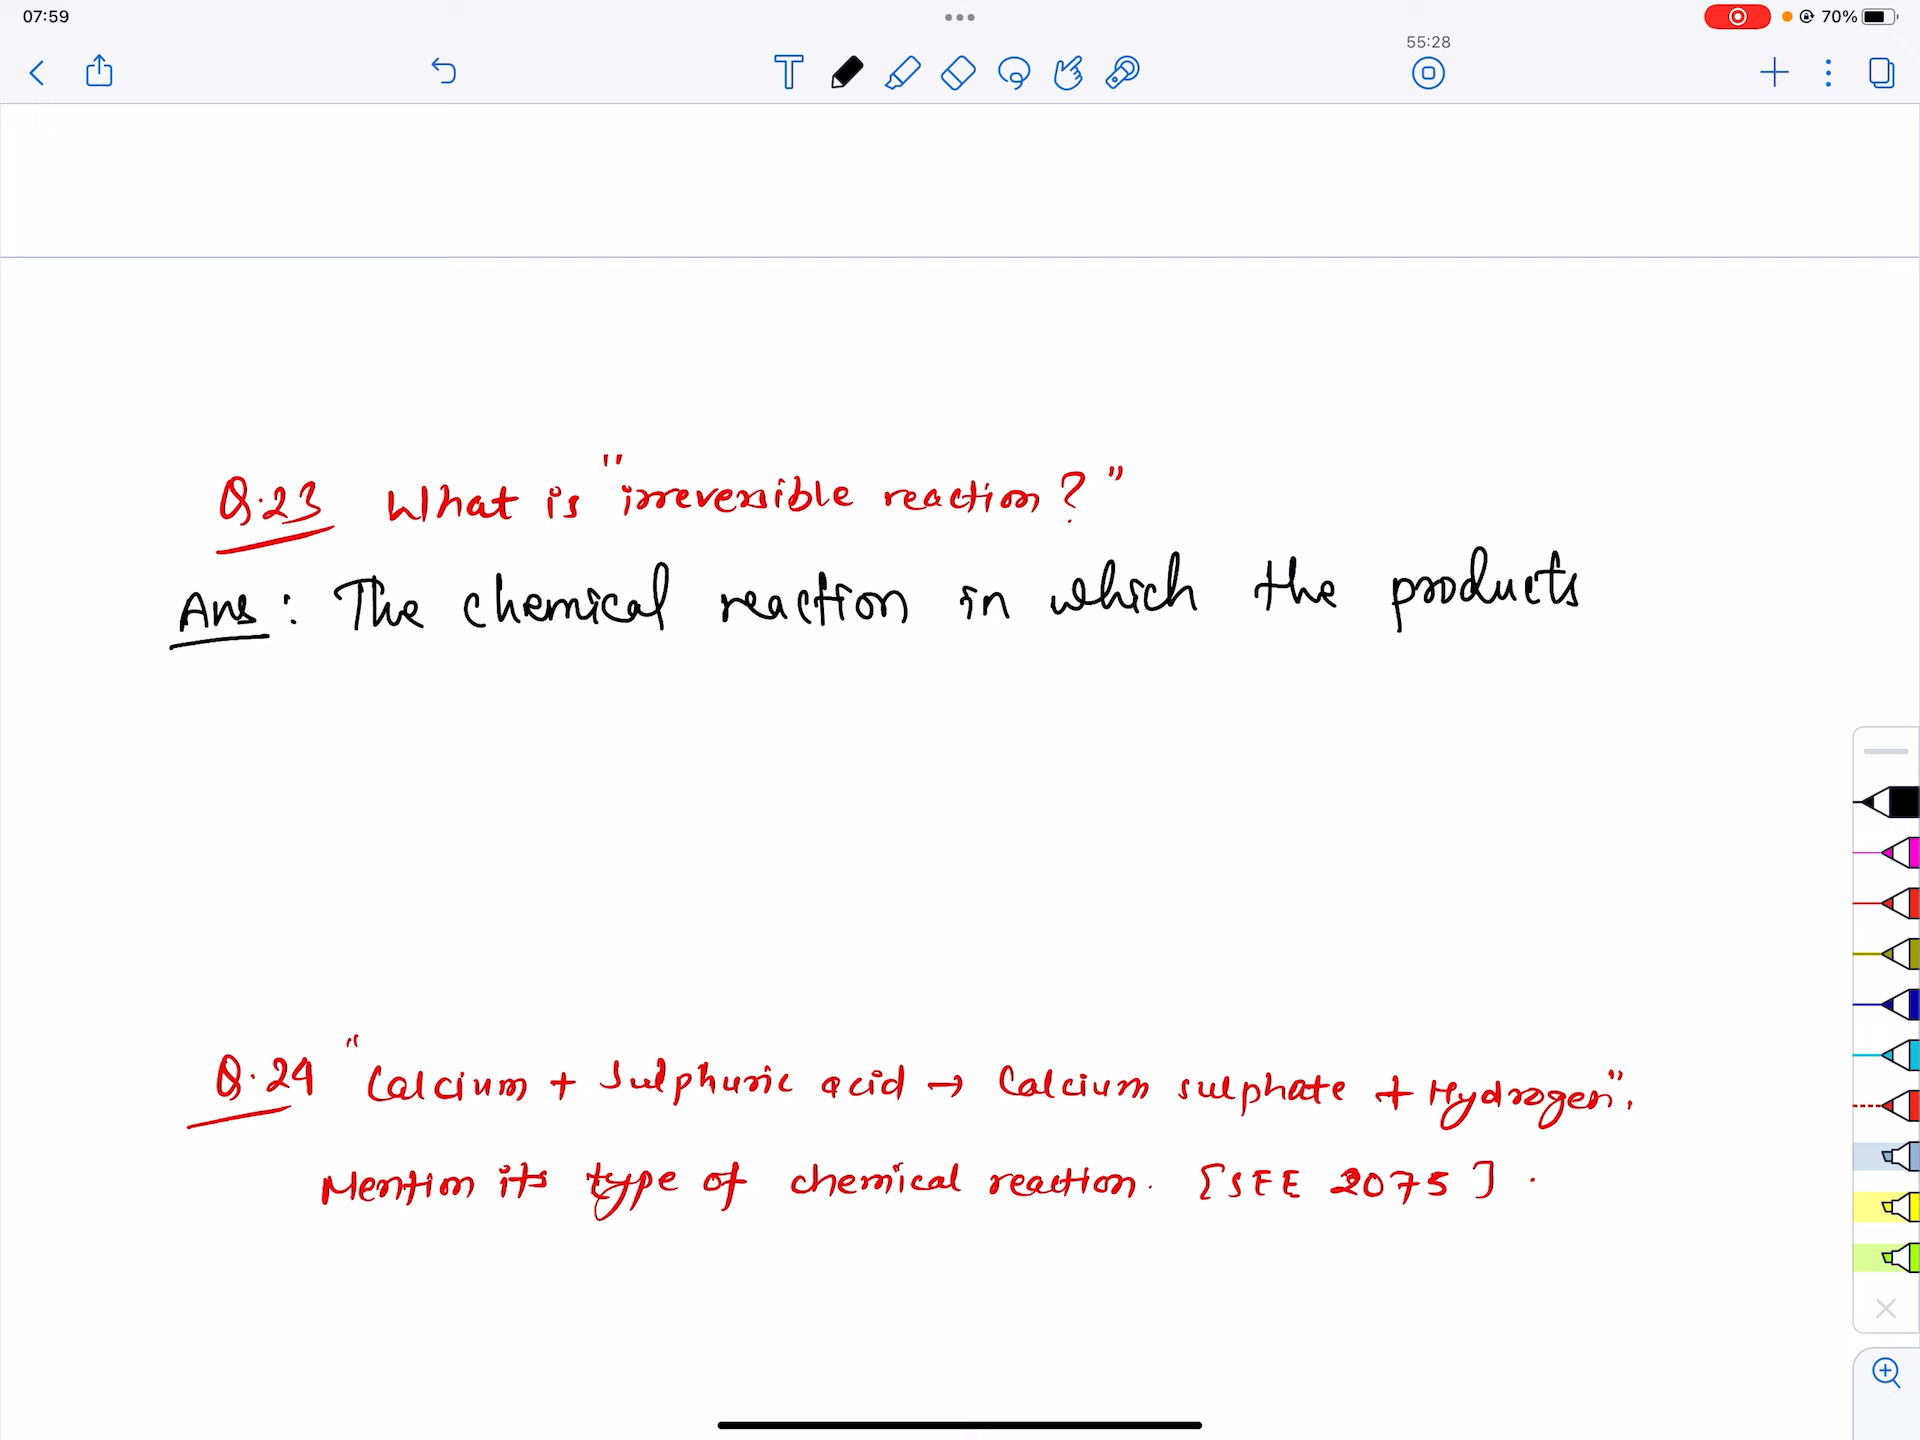 07:59
70%
55:28
Q.23 What is "irreversible reaction?"
Ans: The chemical reaction in which the products
Q.24 "Calcium + Sulphuric acid → Calcium sulphate + Hydrogen".
Mention its type of chemical reaction. [SEE 2075].